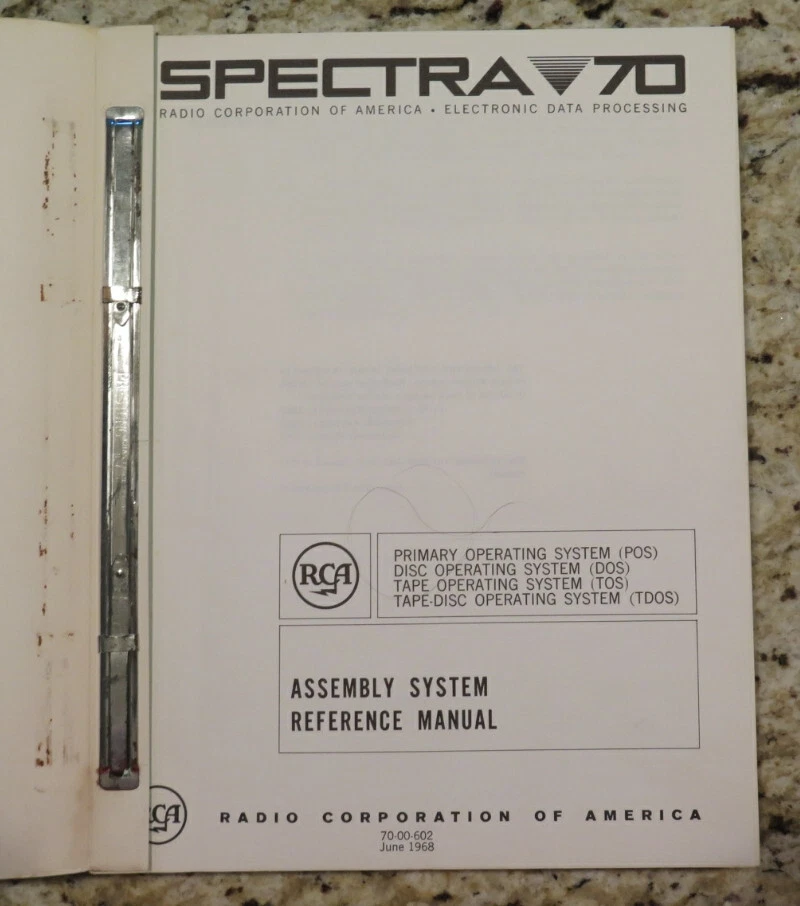 SPECTRA 70
RADIO CORPORATION OF AMERICA • ELECTRONIC DATA PROCESSING
RCA
PRIMARY OPERATING SYSTEM (POS)
DISC OPERATING SYSTEM (DOS)
TAPE OPERATING SYSTEM (TOS)
TAPE-DISC OPERATING SYSTEM (TDOS)
ASSEMBLY SYSTEM
REFERENCE MANUAL
RCA RADIO CORPORATION OF AMERICA
70-00-602
June 1968